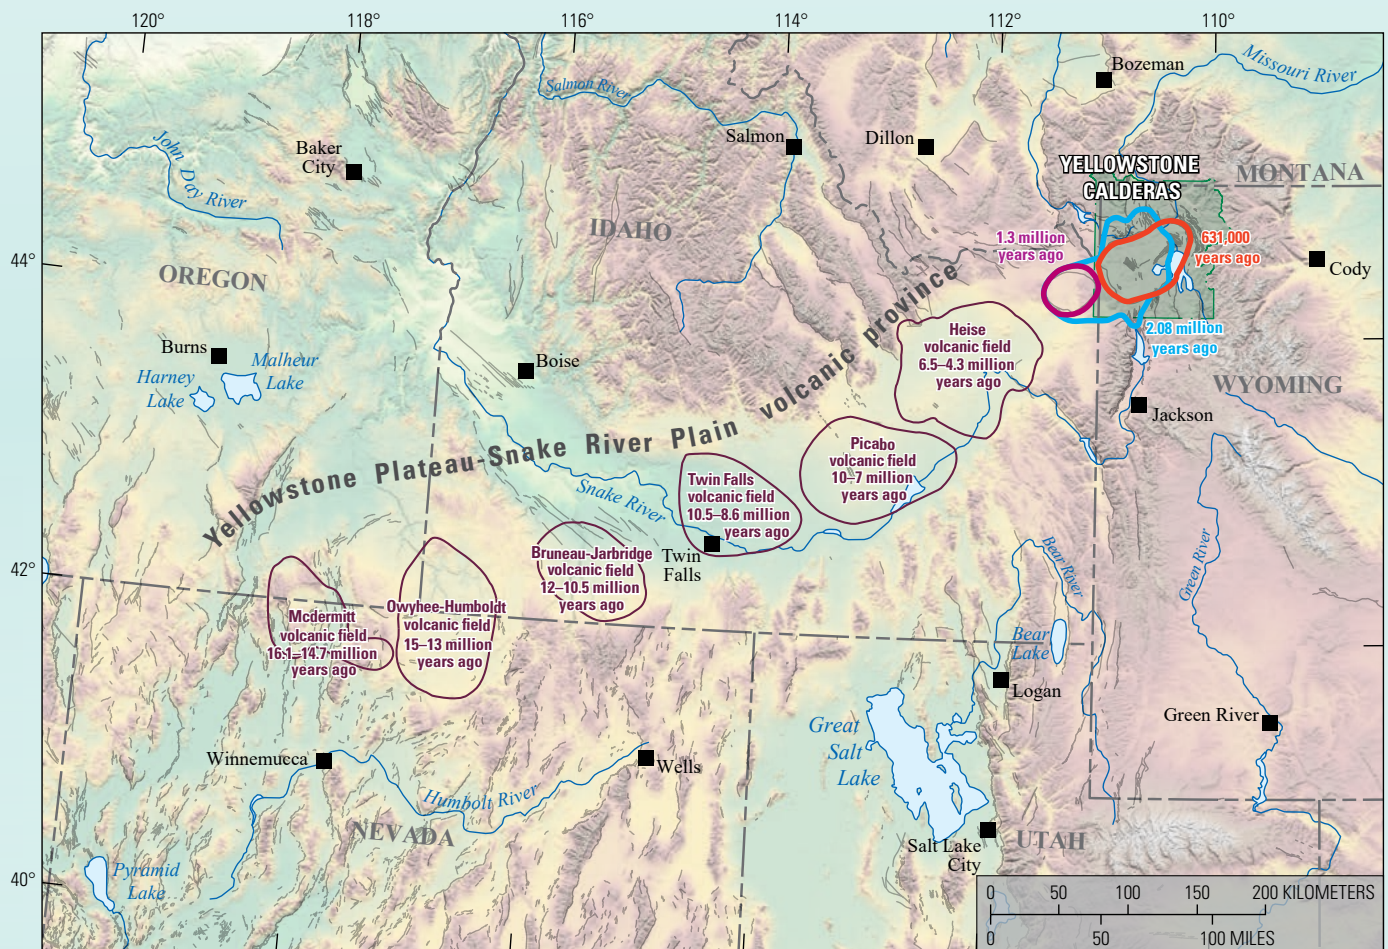 120°
118°
116°
114°
112°
110°
44°
42°
40°
Bozeman
Missouri River
Salmon River
Salmon
Dillon
Baker
City
John
Day River
YELLOWSTONE
CALDERAS
MONTANA
IDAHO
OREGON
1.3 million
years ago
631,000
years ago
Cody
2.08 million
years ago
WYOMING
Jackson
Burns
Malheur
Lake
Harney
Lake
Boise
Heise
volcanic field
6.5–4.3 million
years ago
Yellowstone Plateau-Snake River Plain volcanic province
Picabo
volcanic field
10–7 million
years ago
Twin Falls
volcanic field
10.5–8.6 million
years ago
Snake River
Twin
Falls
Bruneau-Jarbridge
volcanic field
12–10.5 million
years ago
Owyhee-Humboldt
volcanic field
15–13 million
years ago
Mcdermitt
volcanic field
16.1–14.7 million
years ago
Bear River
Green River
Bear
Lake
Logan
Green River
Great
Salt
Lake
Winnemucca
Wells
Humbolt River
NEVADA
Salt Lake
City
UTAH
Pyramid
Lake
0 50 100 150 200 KILOMETERS
0 50 100 MILES